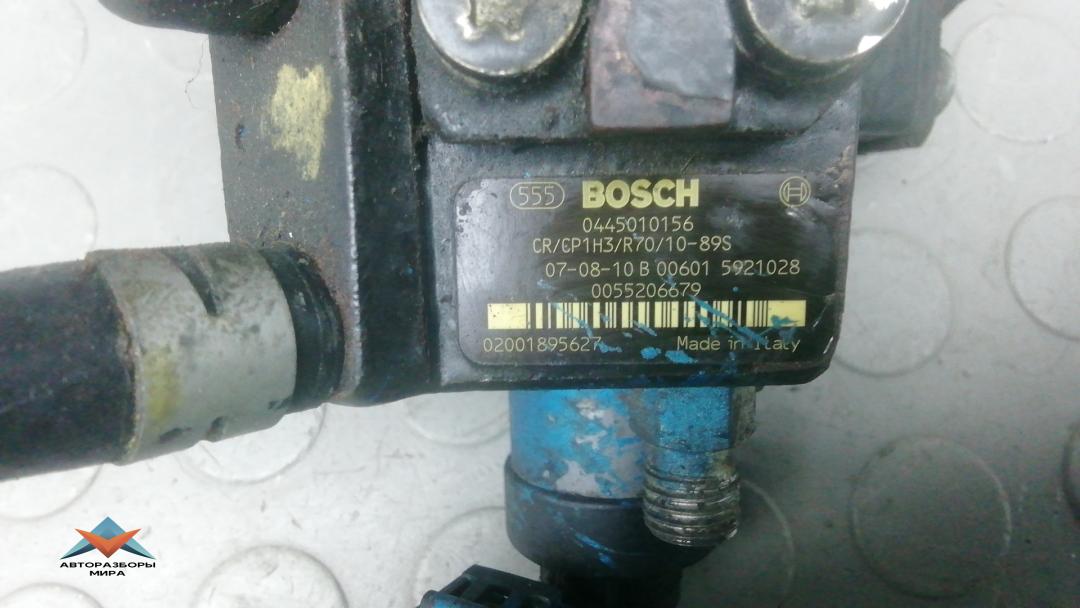 555 BOSCH
0445010156
CR/CP1H3/R70/10-89S
07-08-10 B 00601 5921028
0055206679
02001895627 Made in Italy
АВТОРАЗБОРЫ
МИРА